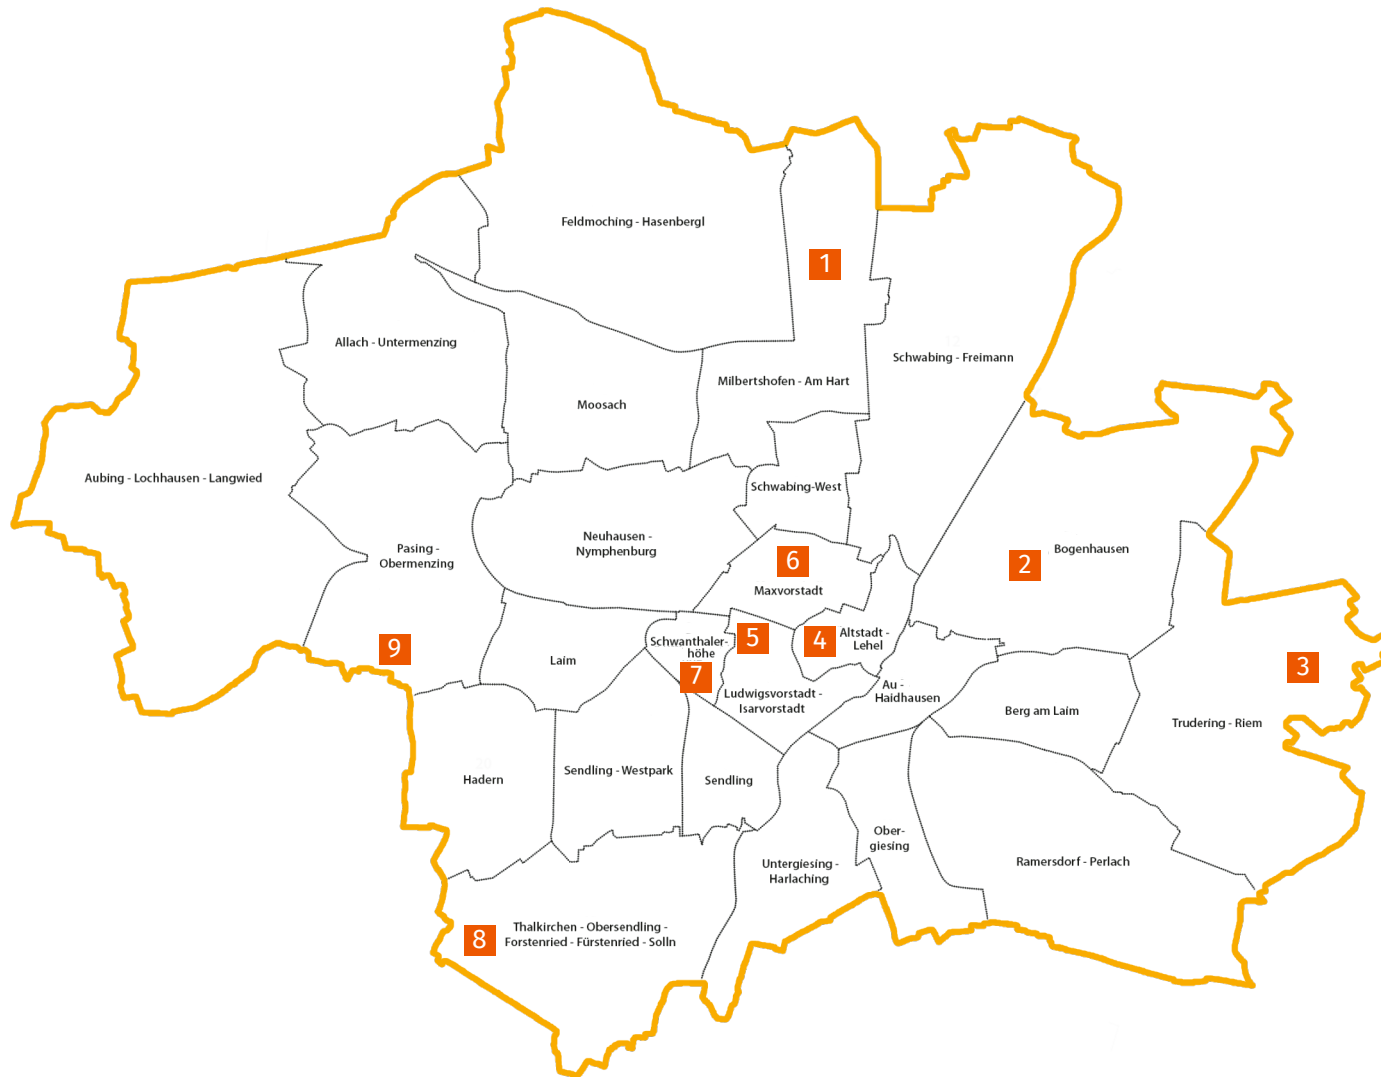 Feldmoching - Hasenbergl
1
Allach - Untermenzing
Schwabing - Freimann
Milbertshofen - Am Hart
Moosach
Aubing - Lochhausen - Langwied
Schwabing-West
Neuhausen -
Nymphenburg
Pasing -
Obermenzing
Bogenhausen
2
6
Maxvorstadt
5
4
Altstadt -
Lehel
Schwanthaler-
höhe
7
9
Laim
3
Ludwigsvorstadt -
Isarvorstadt
Au -
Haidhausen
Berg am Laim
Trudering - Riem
Hadern
Sendling - Westpark
Sendling
Ober-
giesing
Untergiesing -
Harlaching
Ramersdorf - Perlach
8
Thalkirchen - Obersendling -
Forstenried - Fürstenried - Solln